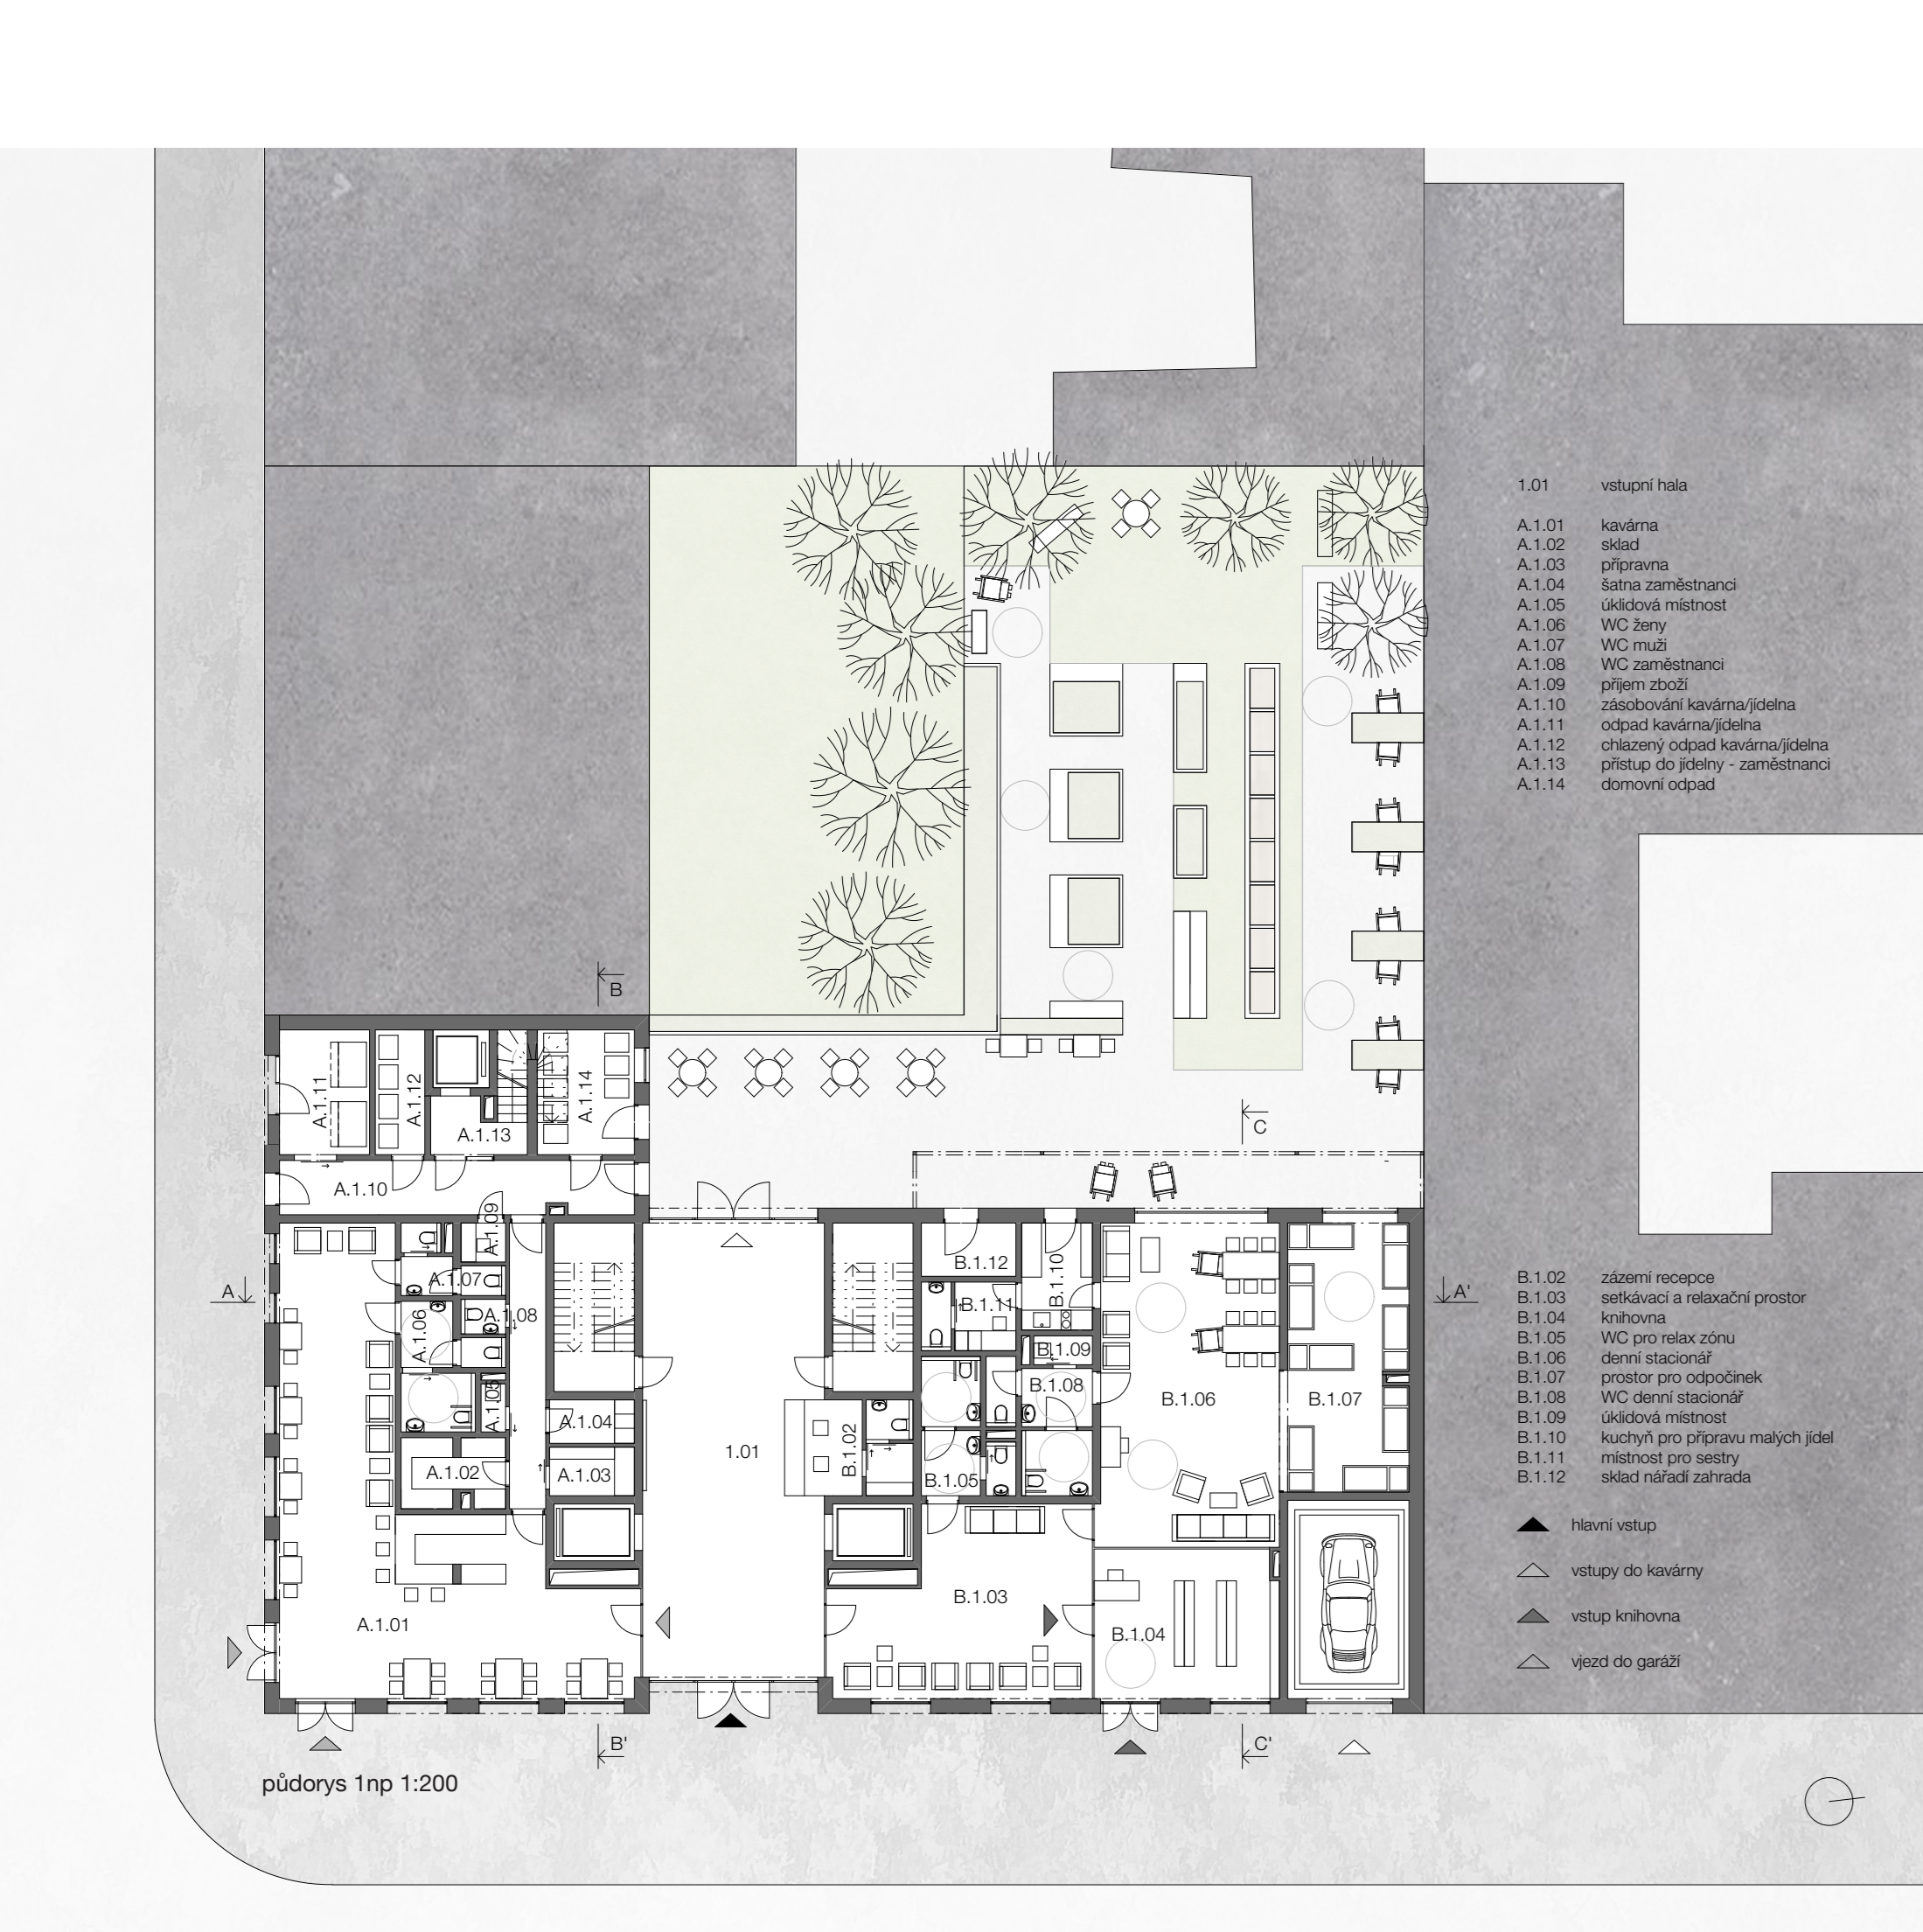 1.01 vstupní hala
A.1.01 kavárna
A.1.02 sklad
A.1.03 přípravna
A.1.04 šatna zaměstnanci
A.1.05 úklidová místnost
A.1.06 WC ženy
A.1.07 WC muži
A.1.08 WC zaměstnanci
A.1.09 příjem zboží
A.1.10 zásobování kavárna/jídelna
A.1.11 odpad kavárna/jídelna
A.1.12 chlazený odpad kavárna/jídelna
A.1.13 přístup do jídelny - zaměstnanci
A.1.14 domovní odpad
B
A.1.11
A.1.12
A.1.13
A.1.14
C
A.1.10
A.1.09
B.1.12
B.1.10
A
A.1.07
A.1.08
A.1.06
B.1.11
A'
B.1.09
B.1.08
A.1.05
A.1.04
B.1.06
B.1.07
A.1.02
A.1.03
1.01
B.1.02
B.1.05
B.1.03
A.1.01
B.1.04
B.1.02 zázemí recepce
B.1.03 setkávací a relaxační prostor
B.1.04 knihovna
B.1.05 WC pro relax zónu
B.1.06 denní stacionář
B.1.07 prostor pro odpočinek
B.1.08 WC denní stacionář
B.1.09 úklidová místnost
B.1.10 kuchyň pro přípravu malých jídel
B.1.11 místnost pro sestry
B.1.12 sklad nářadí zahrada
hlavní vstup
vstupy do kavárny
vstup knihovna
vjezd do garáží
B'
C'
půdorys 1np 1:200